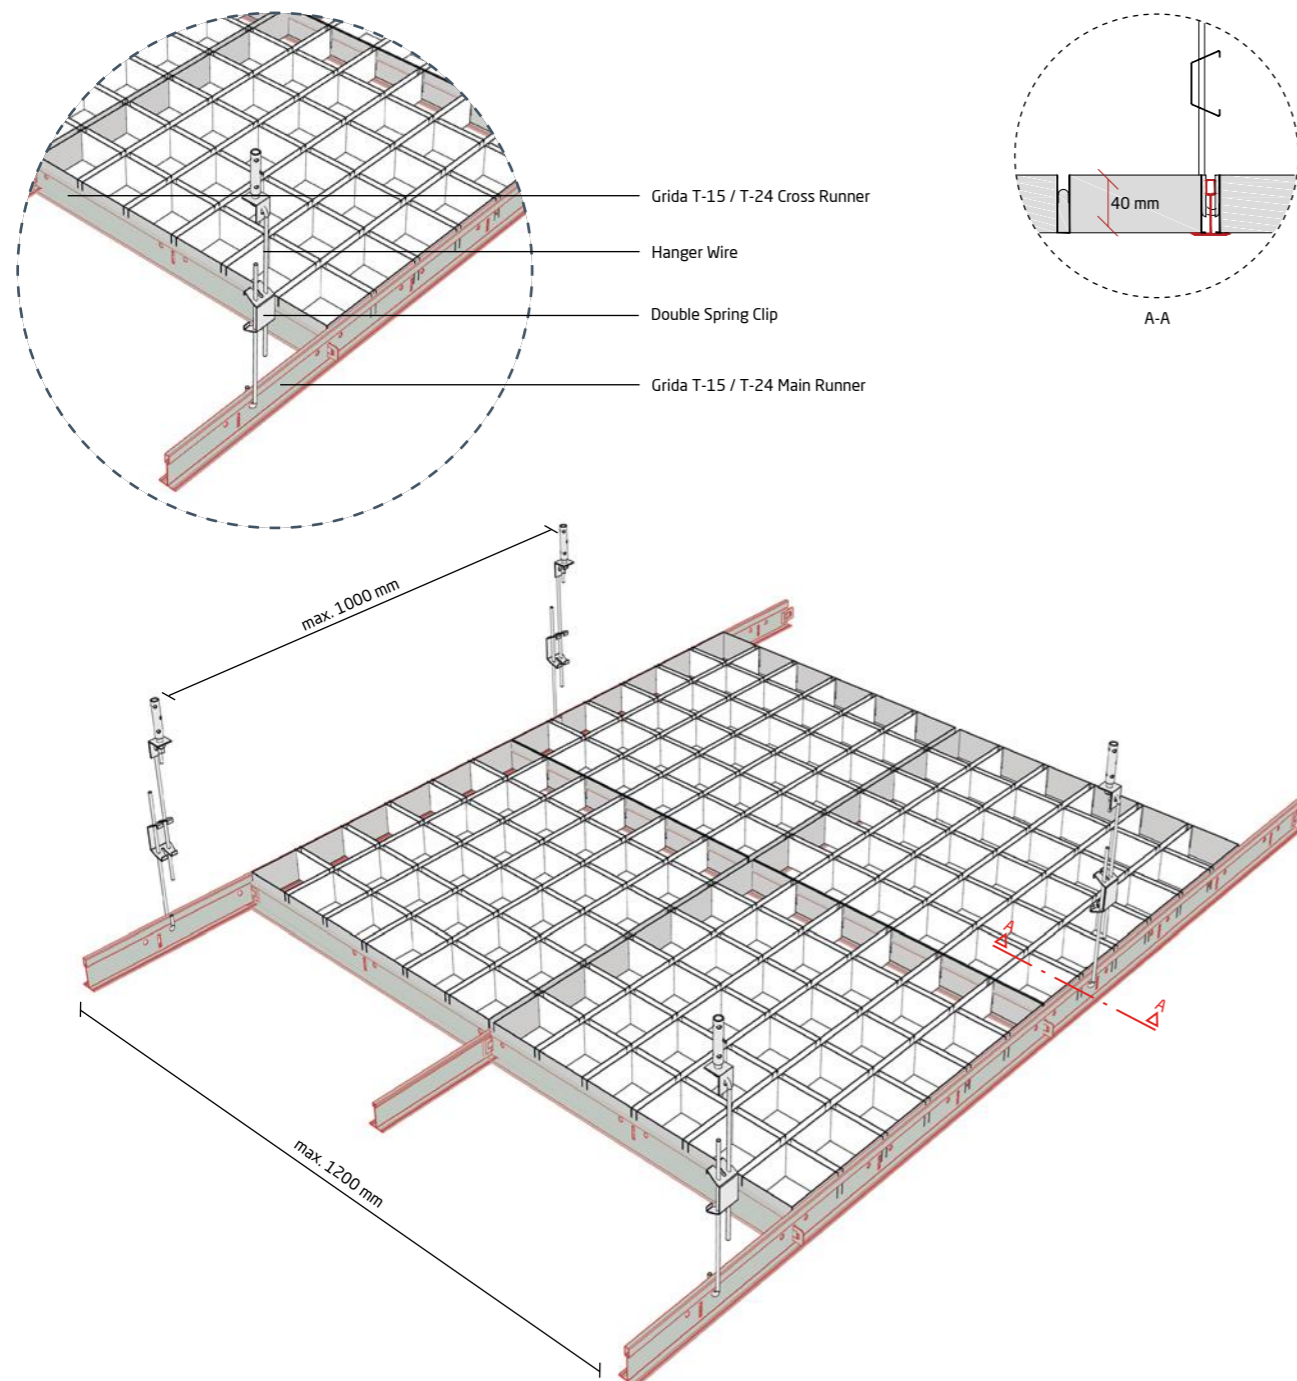 Grida T-15 / T-24 Cross Runner
Hanger Wire
Double Spring Clip
Grida T-15 / T-24 Main Runner
40 mm
A-A
max. 1000 mm
A
A
max. 1200 mm